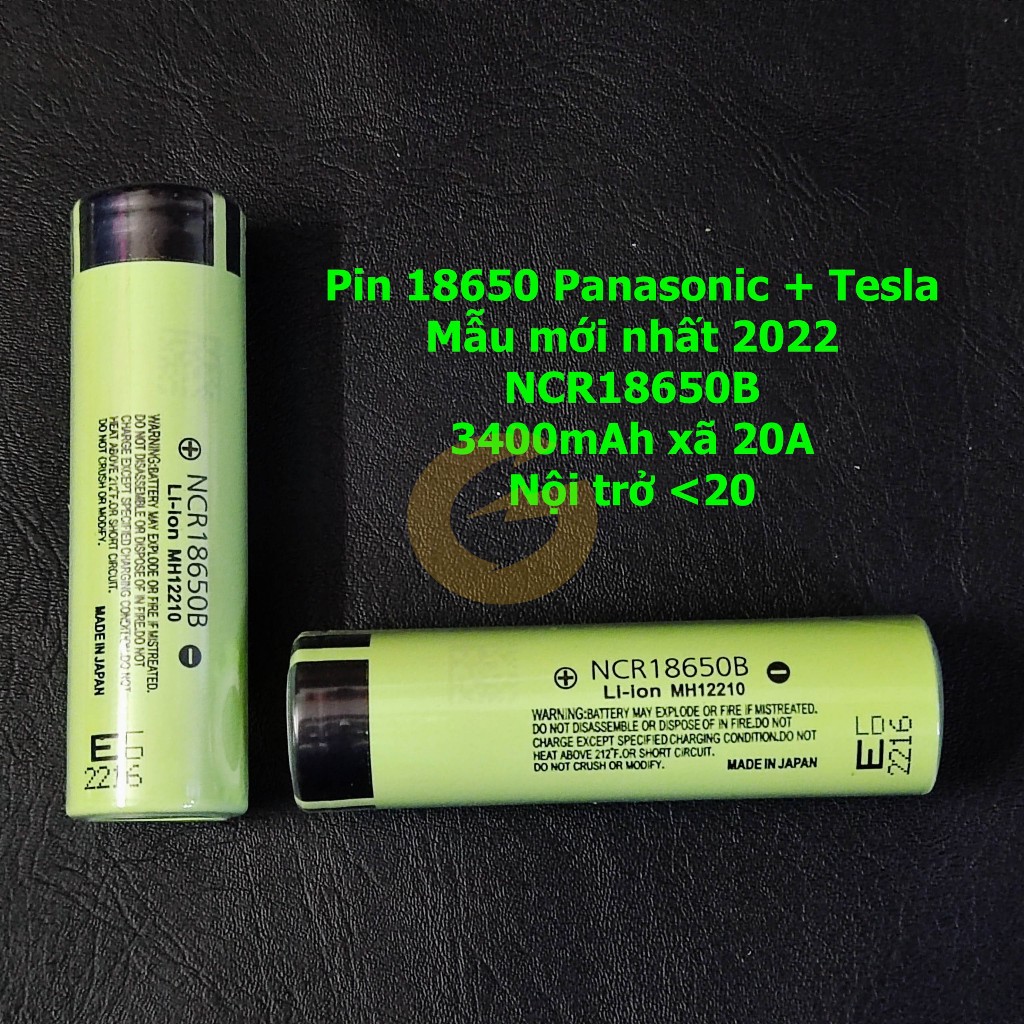 Pin 18650 Panasonic + Tesla
Mẫu mới nhất 2022
NCR18650B
3400mAh xã 20A
Nội trở <20
NCR18650B
Li-ion MH12210
WARNING:BATTERY MAY EXPLODE OR FIRE IF MISTREATED.
DO NOT DISASSEMBLE OR DISPOSE OF IN FIRE.DO NOT
CHARGE EXCEPT SPECIFIED CHARGING CONDITION.DO NOT
HEAT ABOVE 212°F.OR SHORT CIRCUIT.
DO NOT CRUSH OR MODIFY.
MADE IN JAPAN
E
2216
⊕ NCR18650B ⊖
Li-ion MH12210
WARNING:BATTERY MAY EXPLODE OR FIRE IF MISTREATED.
DO NOT DISASSEMBLE OR DISPOSE OF IN FIRE.DO NOT
CHARGE EXCEPT SPECIFIED CHARGING CONDITION.DO NOT
HEAT ABOVE 212°F.OR SHORT CIRCUIT.
DO NOT CRUSH OR MODIFY. MADE IN JAPAN
E
2216